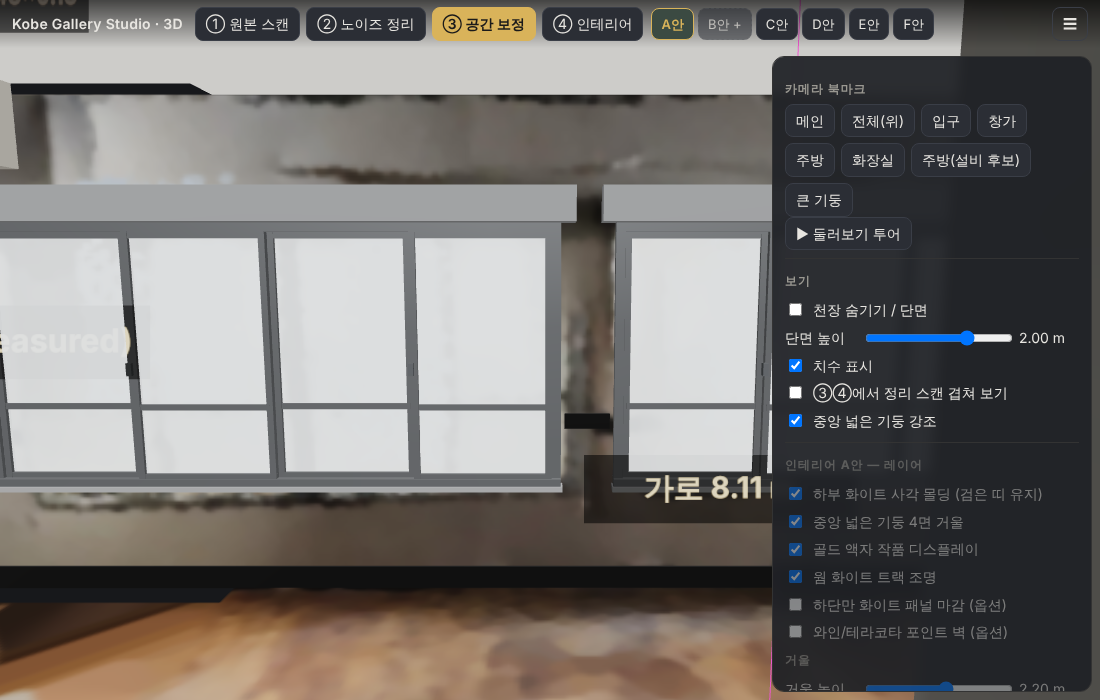 Kobe Gallery Studio · 3D
① 원본 스캔
② 노이즈 정리
③ 공간 보정
④ 인테리어
A안
B안 +
C안
D안
E안
F안
☰
카메라 북마크
메인
전체(위)
입구
창가
주방
화장실
주방(설비 후보)
큰 기둥
▶ 둘러보기 투어
보기
천장 숨기기 / 단면
단면 높이 2.00 m
치수 표시
③④에서 정리 스캔 겹쳐 보기
중앙 넓은 기둥 강조
인테리어 A안 — 레이어
하부 화이트 사각 몰딩 (검은 띠 유지)
중앙 넓은 기둥 4면 거울
골드 액자 작품 디스플레이
웜 화이트 트랙 조명
하단만 화이트 패널 마감 (옵션)
와인/테라코타 포인트 벽 (옵션)
거울
거울 높이 2.20 m
easured)
가로 8.11